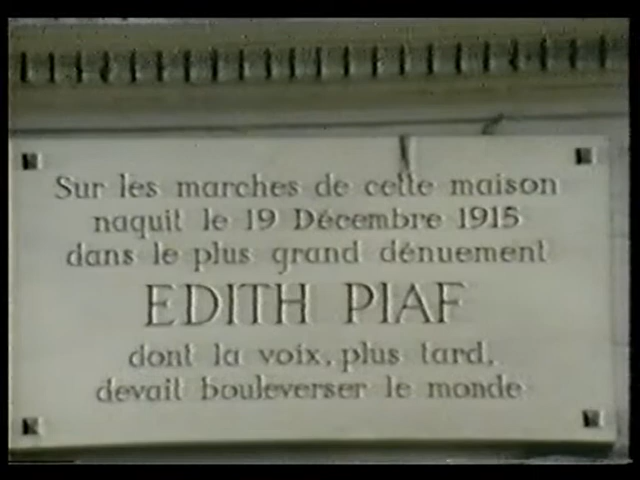 Sur les marches de cette maison
naquit le 19 Décembre 1915
dans le plus grand dénuement
EDITH PIAF
dont la voix, plus tard,
devait bouleverser le monde